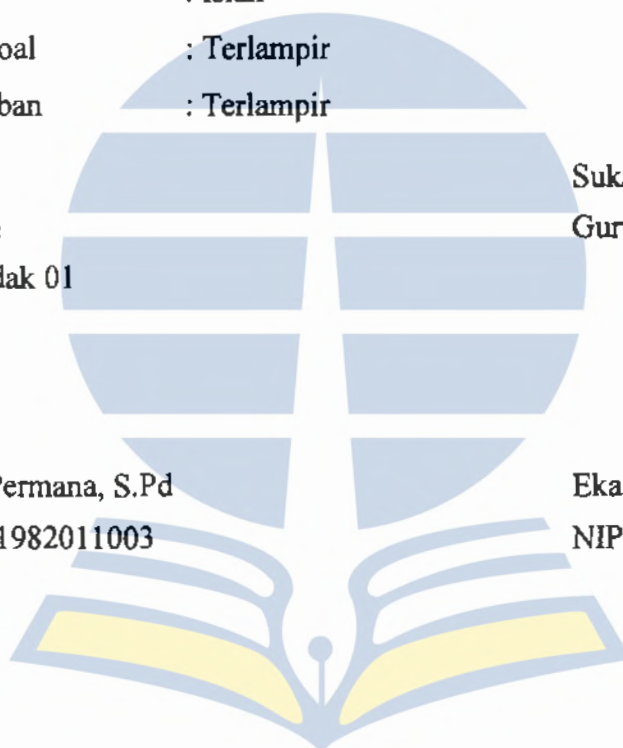 oal : Terlampir
ban : Terlampir
Suk
Gur
dak 01
Permana, S.Pd
Eka
1982011003
NIP